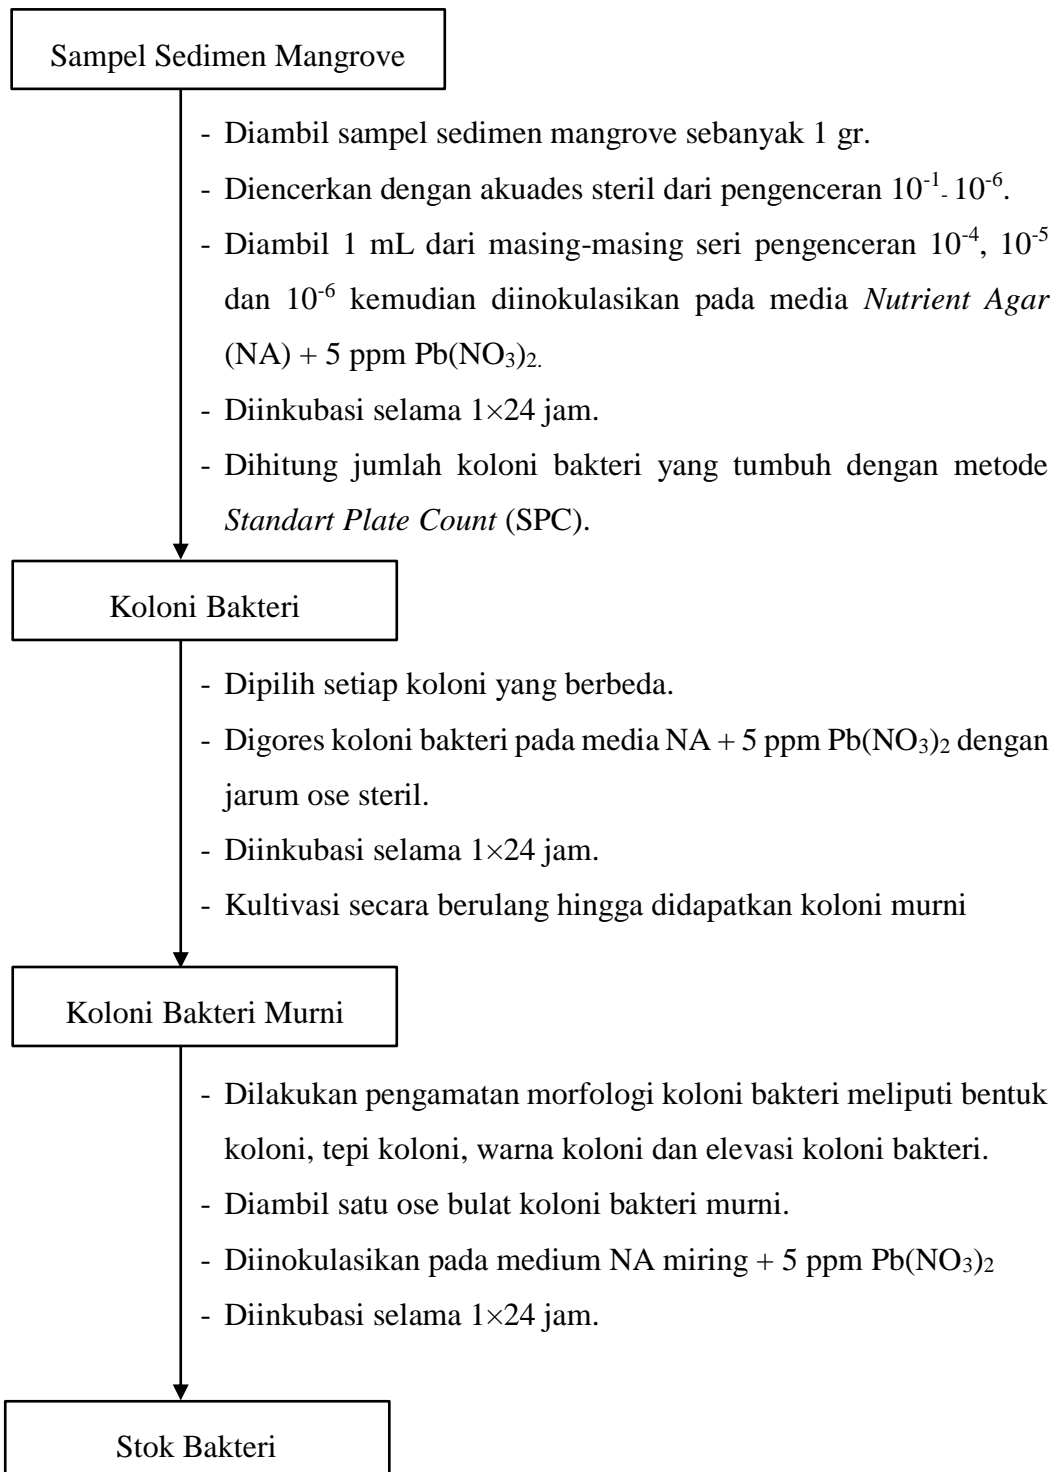 Sampel Sedimen Mangrove
- Diambil sampel sedimen mangrove sebanyak 1 gr.
- Diencerkan dengan akuades steril dari pengenceran 10⁻¹- 10⁻⁶.
- Diambil 1 mL dari masing-masing seri pengenceran 10⁻⁴, 10⁻⁵
dan 10⁻⁶ kemudian diinokulasikan pada media Nutrient Agar
(NA) + 5 ppm Pb(NO₃)₂.
- Diinkubasi selama 1×24 jam.
- Dihitung jumlah koloni bakteri yang tumbuh dengan metode
Standart Plate Count (SPC).
Koloni Bakteri
- Dipilih setiap koloni yang berbeda.
- Digores koloni bakteri pada media NA + 5 ppm Pb(NO₃)₂ dengan
jarum ose steril.
- Diinkubasi selama 1×24 jam.
- Kultivasi secara berulang hingga didapatkan koloni murni
Koloni Bakteri Murni
- Dilakukan pengamatan morfologi koloni bakteri meliputi bentuk
koloni, tepi koloni, warna koloni dan elevasi koloni bakteri.
- Diambil satu ose bulat koloni bakteri murni.
- Diinokulasikan pada medium NA miring + 5 ppm Pb(NO₃)₂
- Diinkubasi selama 1×24 jam.
Stok Bakteri